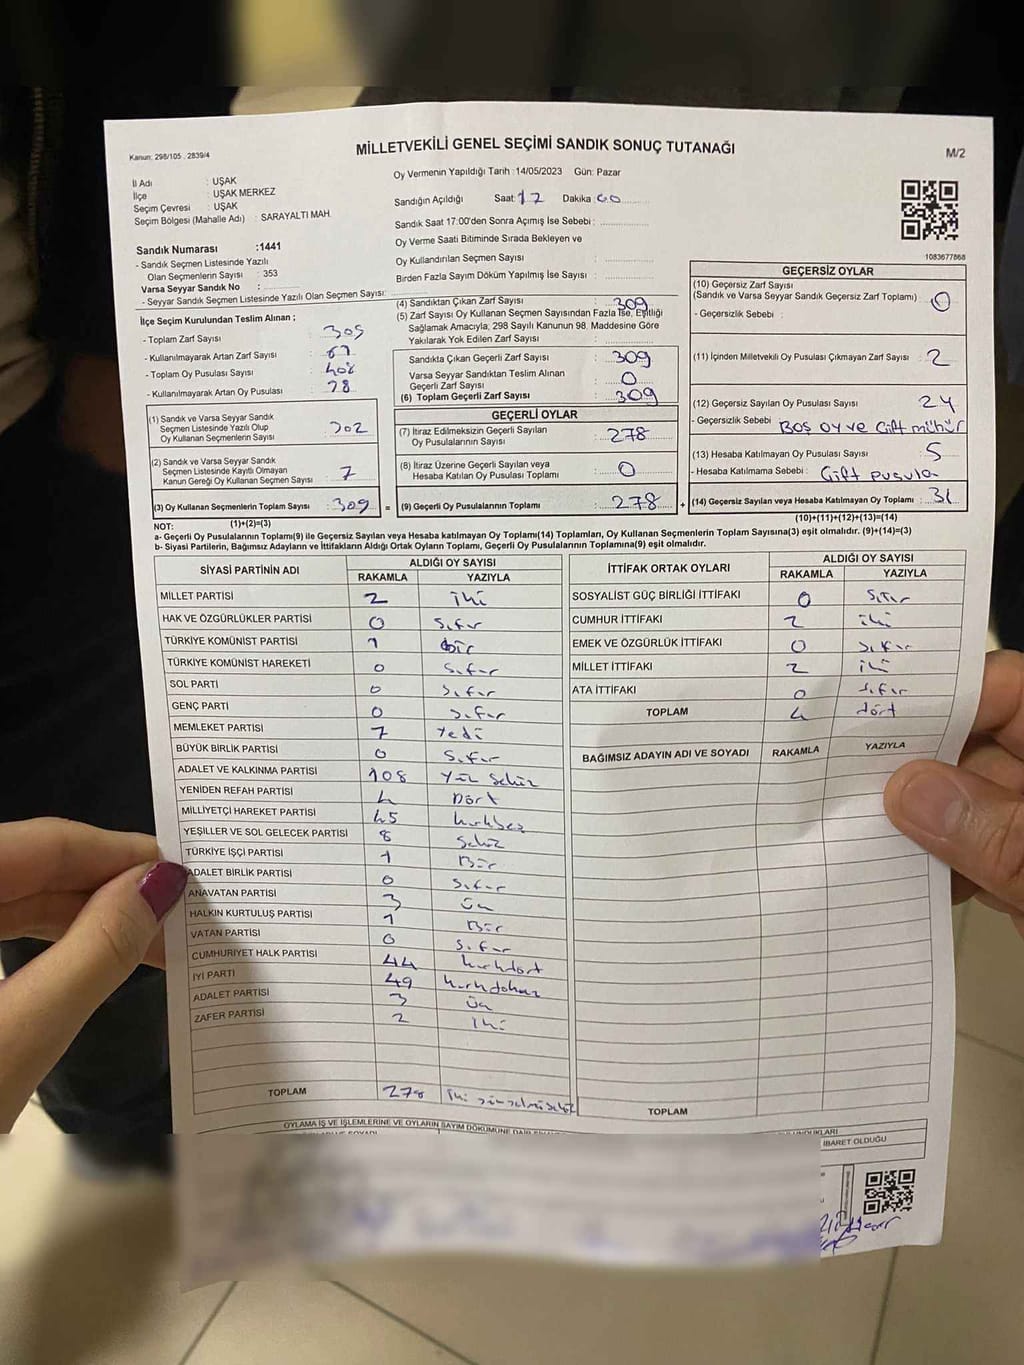 Kanun: 298/105 , 2839/4
MİLLETVEKİLİ GENEL SEÇİMİ SANDIK SONUÇ TUTANAĞI
M/2
İl Adı : UŞAK
İlçe : UŞAK MERKEZ
Seçim Çevresi : UŞAK
Seçim Bölgesi (Mahalle Adı) : SARAYALTI MAH.
Sandık Numarası :1441
- Sandık Seçmen Listesinde Yazılı
Olan Seçmenlerin Sayısı : 353
Varsa Seyyar Sandık No :
- Seyyar Sandık Seçmen Listesinde Yazılı Olan Seçmen Sayısı:
Oy Vermenin Yapıldığı Tarih :14/05/2023 Gün: Pazar
Sandığın Açıldığı Saat: 17 Dakika 00
Sandık Saat 17:00'den Sonra Açımış İse Sebebi :
Oy Verme Saati Bitiminde Sırada Bekleyen ve
Oy Kullandırılan Seçmen Sayısı :
Birden Fazla Sayım Döküm Yapılmış İse Sayısı :
1083677868
İlçe Seçim Kurulundan Teslim Alınan ;
- Toplam Zarf Sayısı :
- Kullanılmayarak Artan Zarf Sayısı :
- Toplam Oy Pusulası Sayısı : 408
- Kullanılmayarak Artan Oy Pusulası :
(1) Sandık ve Varsa Seyyar Sandık
Seçmen Listesinde Yazılı Olup
Oy Kullanan Seçmenlerin Sayısı : 302
(2) Sandık ve Varsa Seyyar Sandık
Seçmen Listesinde Kayıtlı Olmayan
Kanun Gereği Oy Kullanan Seçmen Sayısı : 7
(3) Oy Kullanan Seçmenlerin Toplam Sayısı : 309 =
(4) Sandıktan Çıkan Zarf Sayısı : 309
(5) Zarf Sayısı Oy Kullanan Seçmen Sayısından Fazla İse, Eşitliği
Sağlamak Amacıyla, 298 Sayılı Kanunun 98. Maddesine Göre
Yakılarak Yok Edilen Zarf Sayısı :
Sandıkta Çıkan Geçerli Zarf Sayısı : 309
Varsa Seyyar Sandıktan Teslim Alınan
Geçerli Zarf Sayısı : 0
(6) Toplam Geçerli Zarf Sayısı : 309
GEÇERLİ OYLAR
(7) İtiraz Edilmeksizin Geçerli Sayılan
Oy Pusulalarının Sayısı : 278
(8) İtiraz Üzerine Geçerli Sayılan veya
Hesaba Katılan Oy Pusulası Toplamı : 0
(9) Geçerli Oy Pusulalarının Toplamı : 278 +
GEÇERSİZ OYLAR
(10) Geçersiz Zarf Sayısı
(Sandık ve Varsa Seyyar Sandık Geçersiz Zarf Toplamı) : 0
- Geçersizlik Sebebi :
(11) İçinden Milletvekili Oy Pusulası Çıkmayan Zarf Sayısı : 2
(12) Geçersiz Sayılan Oy Pusulası Sayısı : 24
- Geçersizlik Sebebi : Boş oy ve Çift mühür
(13) Hesaba Katılmayan Oy Pusulası Sayısı : 5
- Hesaba Katılmama Sebebi : Çift pusula
(14) Geçersiz Sayılan veya Hesaba Katılmayan Oy Toplamı : 31
NOT: (1)+(2)=(3)
(10)+(11)+(12)+(13)=(14)
a- Geçerli Oy Pusulalarının Toplamı(9) ile Geçersiz Sayılan veya Hesaba katılmayan Oy Toplamı(14) Toplamları, Oy Kullanan Seçmenlerin Toplam Sayısına(3) eşit olmalıdır. (9)+(14)=(3)
b- Siyasi Partilerin, Bağımsız Adayların ve İttifakların Aldığı Ortak Oyların Toplamı, Geçerli Oy Pusulalarının Toplamına(9) eşit olmalıdır.
SİYASİ PARTİNİN ADI ALDIĞI OY SAYISI
RAKAMLA YAZIYLA
MİLLET PARTİSİ 2 iki
HAK VE ÖZGÜRLÜKLER PARTİSİ 0 Sıfır
TÜRKİYE KOMÜNİST PARTİSİ 1 bir
TÜRKİYE KOMÜNİST HAREKETİ 0 Sıfır
SOL PARTİ 0 Sıfır
GENÇ PARTİ 0 Sıfır
MEMLEKET PARTİSİ 7 Yedi
BÜYÜK BİRLİK PARTİSİ 0 Sıfır
ADALET VE KALKINMA PARTİSİ 108 Yüz Sekiz
YENİDEN REFAH PARTİSİ 4 Dört
MİLLİYETÇİ HAREKET PARTİSİ 45 kırkbeş
YEŞİLLER VE SOL GELECEK PARTİSİ 8 Sekiz
TÜRKİYE İŞÇİ PARTİSİ 1 Bir
ADALET BİRLİK PARTİSİ 0 Sıfır
ANAVATAN PARTİSİ 3 Üç
HALKIN KURTULUŞ PARTİSİ 1 Bir
VATAN PARTİSİ 0 Sıfır
CUMHURİYET HALK PARTİSİ 44 kırkdört
İYİ PARTİ 49 kırkdokuz
ADALET PARTİSİ 3 Üç
ZAFER PARTİSİ 2 İki
TOPLAM 278
İTTİFAK ORTAK OYLARI ALDIĞI OY SAYISI
RAKAMLA YAZIYLA
SOSYALİST GÜÇ BİRLİĞİ İTTİFAKI 0 Sıfır
CUMHUR İTTİFAKI 2 iki
EMEK VE ÖZGÜRLÜK İTTİFAKI 0 Sıfır
MİLLET İTTİFAKI 2 iki
ATA İTTİFAKI 0 Sıfır
TOPLAM 4 dört
BAĞIMSIZ ADAYIN ADI VE SOYADI RAKAMLA YAZIYLA
TOPLAM
OYLAMA İŞ VE İŞLEMLERİNE VE OYLARIN SAYIM DÖKÜMÜNE
İBARET OLDUĞU